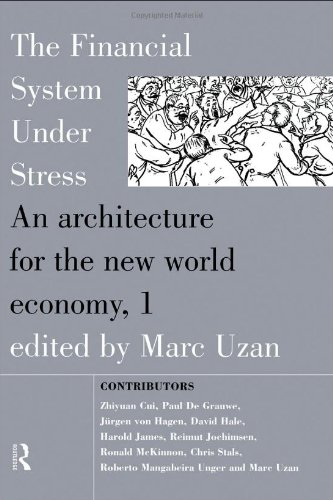 Copyrighted Material
The Financial
System
Under
Stress
An architecture
for the new world
economy, 1
edited by Marc Uzan
CONTRIBUTORS
Zhiyuan Cui, Paul De Grauwe,
Jürgen von Hagen, David Hale,
Harold James, Reimut Jochimsen,
Ronald McKinnon, Chris Stals,
Roberto Mangabeira Unger and Marc Uzan
ROUTLEDGE